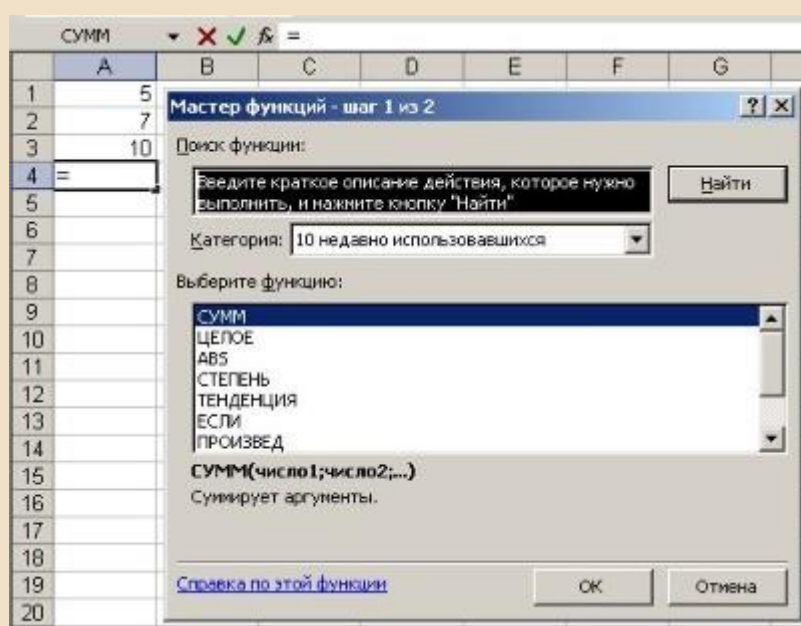 СУММ fx =
A B C D E F G
1 5
2 7
3 10
4 =
5
6
7
8
9
10
11
12
13
14
15
16
17
18
19
20
Мастер функций - шаг 1 из 2
Поиск функции:
Введите краткое описание действия, которое нужно
выполнить, и нажмите кнопку "Найти"
Найти
Категория: 10 недавно использовавшихся
Выберите функцию:
СУММ
ЦЕЛОЕ
ABS
СТЕПЕНЬ
ТЕНДЕНЦИЯ
ЕСЛИ
ПРОИЗВЕД
СУММ(число1;число2;...)
Суммирует аргументы.
Справка по этой функции
ОК Отмена